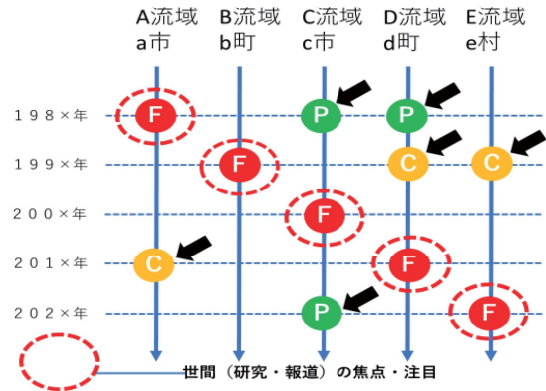 A流域 B流域 C流域 D流域 E流域
a市 b町 c市 d町 e村
198×年 F P P
199×年 F C C
200×年 F
201×年 C F
202×年 P F
世間（研究・報道）の焦点・注目